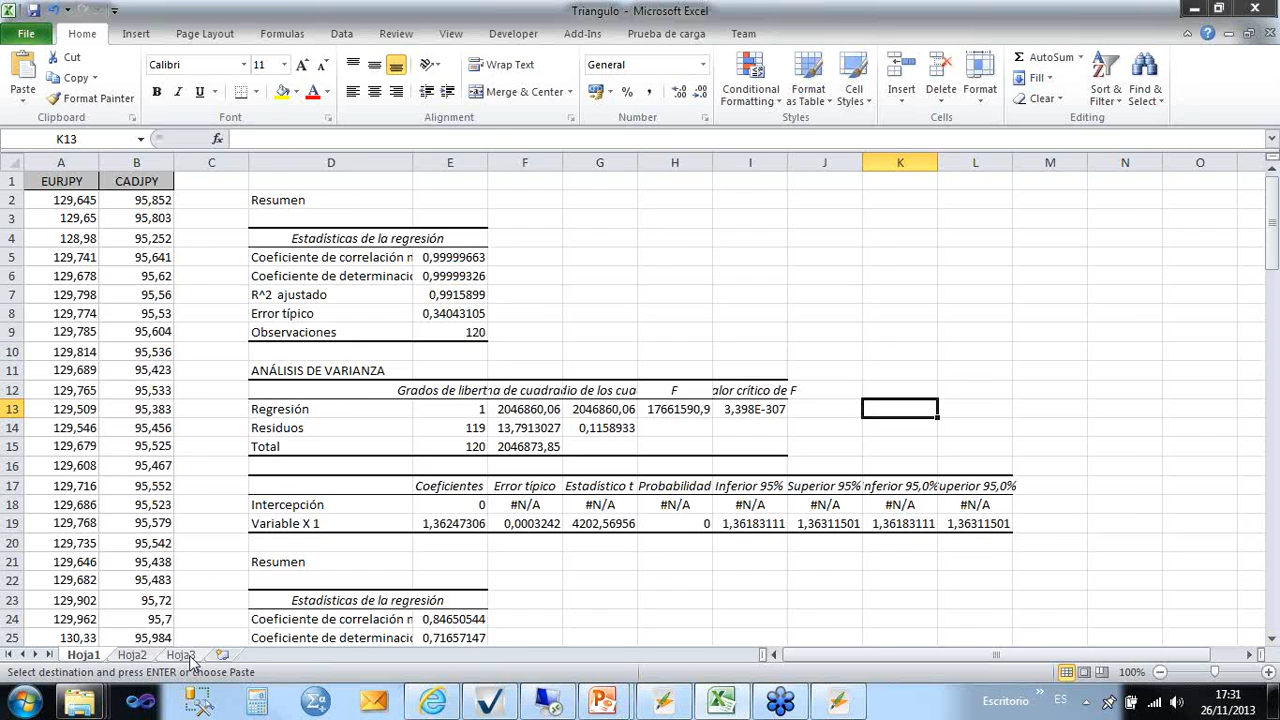 Triangulo - Microsoft Excel
File Home Insert Page Layout Formulas Data Review View Developer Add-Ins Prueba de carga Team
Cut
Copy
Format Painter
Paste
Clipboard
Calibri 11
Font
Wrap Text
Merge & Center
Alignment
General
Number
Conditional Formatting
Format as Table
Cell Styles
Styles
Insert
Delete
Format
Cells
AutoSum
Fill
Clear
Sort & Filter
Find & Select
Editing
K13 fx
A B C D E F G H I J K L M N O
1 EURJPY CADJPY
2 129,645 95,852 Resumen
3 129,65 95,803
4 128,98 95,252 Estadísticas de la regresión
5 129,741 95,641 Coeficiente de correlación m 0,99999663
6 129,678 95,62 Coeficiente de determinació 0,99999326
7 129,798 95,56 R^2 ajustado 0,9915899
8 129,774 95,53 Error típico 0,34043105
9 129,785 95,604 Observaciones 120
10 129,814 95,536
11 129,689 95,423 ANÁLISIS DE VARIANZA
12 129,765 95,533 Grados de libert na de cuadra dio de los cua F alor crítico de F
13 129,509 95,383 Regresión 1 2046860,06 2046860,06 17661590,9 3,398E-307
14 129,546 95,456 Residuos 119 13,7913027 0,1158933
15 129,679 95,525 Total 120 2046873,85
16 129,608 95,467
17 129,716 95,552 Coeficientes Error típico Estadístico t Probabilidad Inferior 95% Superior 95% nferior 95,0% uperior 95,0%
18 129,686 95,523 Intercepción 0 #N/A #N/A #N/A #N/A #N/A #N/A #N/A
19 129,768 95,579 Variable X 1 1,36247306 0,0003242 4202,56956 0 1,36183111 1,36311501 1,36183111 1,36311501
20 129,735 95,542
21 129,646 95,438 Resumen
22 129,682 95,483
23 129,902 95,72 Estadísticas de la regresión
24 129,962 95,7 Coeficiente de correlación m 0,84650544
25 130,33 95,984 Coeficiente de determinació 0,71657147
Hoja1 Hoja2 Hoja3
Select destination and press ENTER or choose Paste
100%
Escritorio » ES 17:31
26/11/2013